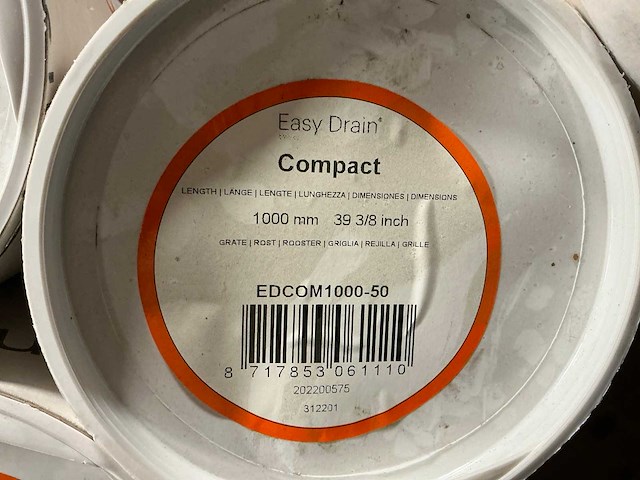 Easy Drain®
Compact
LENGTH | LÄNGE | LENGTE | LUNGHEZZA | DIMENSIONES | DIMENSIONS
1000 mm 39 3/8 inch
GRATE | ROST | ROOSTER | GRIGLIA | REJILLA | GRILLE
EDCOM1000-50
8 717853 061110
202200575
312201